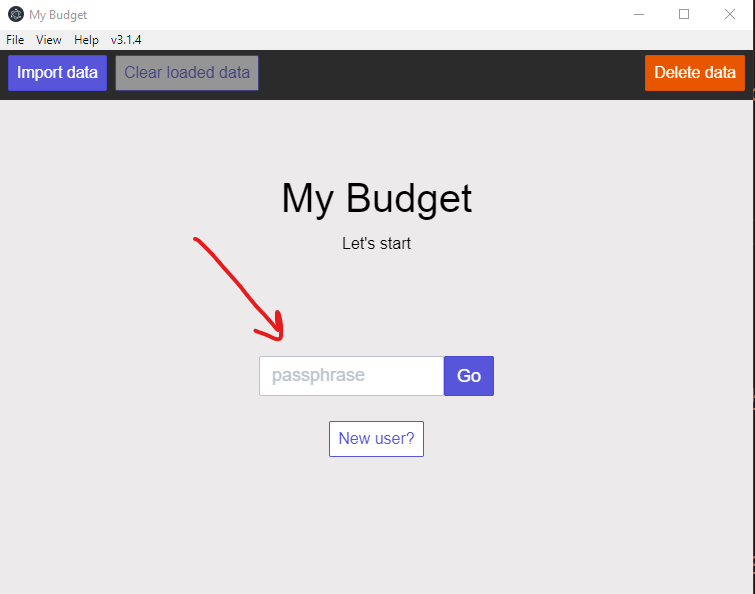 My Budget
File View Help v3.1.4
Import data Clear loaded data Delete data
My Budget
Let's start
passphrase Go
New user?